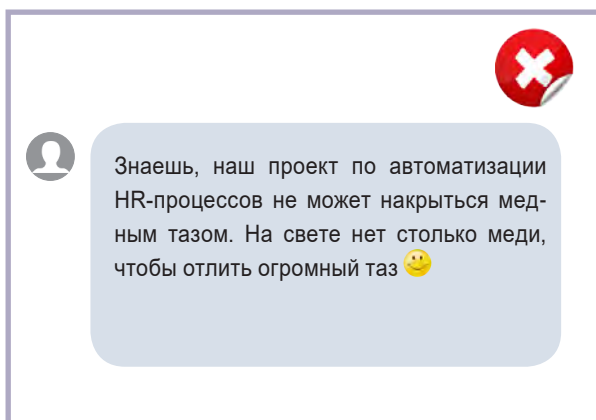 Знаешь, наш проект по автоматизации
HR-процессов не может накрыться мед-
ным тазом. На свете нет столько меди,
чтобы отлить огромный таз